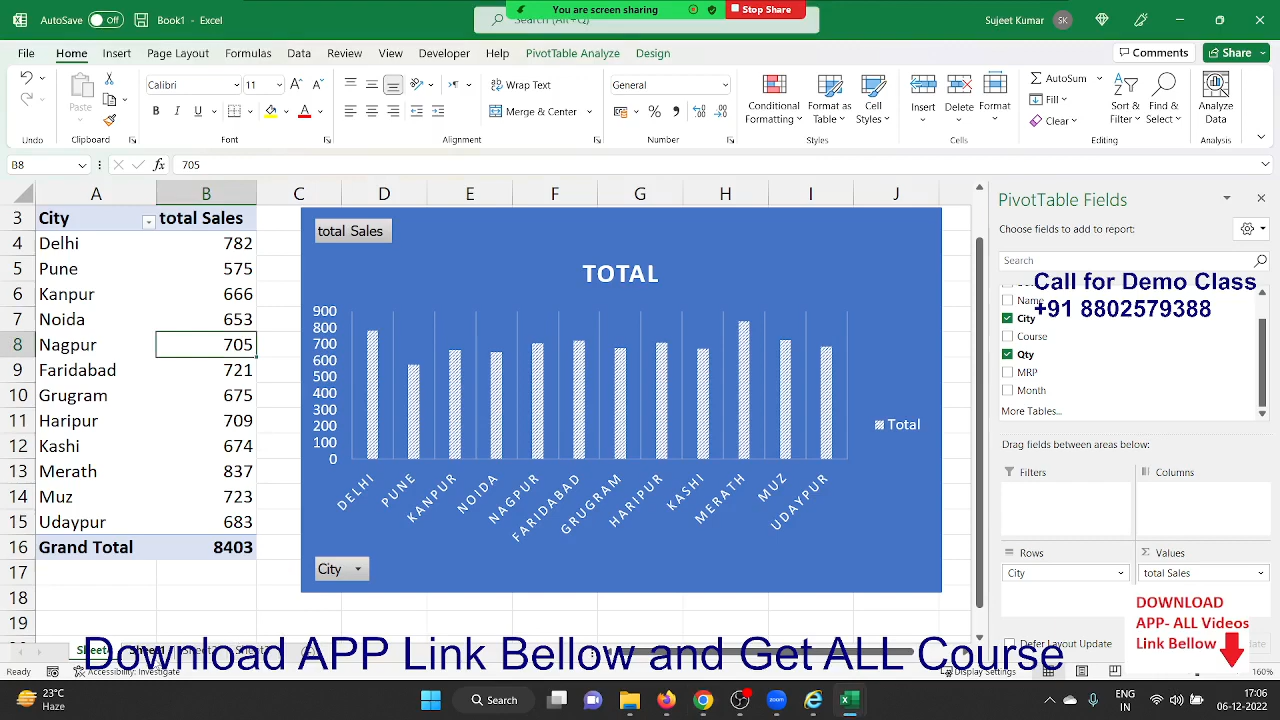 AutoSave Off Book1 - Excel
You are screen sharing Stop Share
Search (Alt+Q)
Sujeet Kumar SK
File Home Insert Page Layout Formulas Data Review View Developer Help PivotTable Analyze Design
Comments Share
Paste Calibri 11
B I U
Wrap Text
Merge & Center
General
Conditional Formatting
Format as Table
Cell Styles
Insert Delete Format
AutoSum
Fill
Clear
Sort & Filter
Find & Select
Analyze Data
Undo Clipboard Font Alignment Number Styles Cells Editing Analysis
B8 fx 705
A B C D E F G H I J
3 City total Sales
4 Delhi 782
5 Pune 575
6 Kanpur 666
7 Noida 653
8 Nagpur 705
9 Faridabad 721
10 Grugram 675
11 Haripur 709
12 Kashi 674
13 Merath 837
14 Muz 723
15 Udaypur 683
16 Grand Total 8403
17
18
19
total Sales
TOTAL
900
800
700
600
500
400
300
200
100
0
DELHI PUNE KANPUR NOIDA NAGPUR FARIDABAD GRUGRAM HARIPUR KASHI MERATH MUZ UDAYPUR
Total
City
PivotTable Fields
Choose fields to add to report:
Search
Call for Demo Class
+91 8802579388
Name
City
Course
Qty
MRP
Month
More Tables...
Drag fields between areas below:
Filters Columns
Rows Values
City total Sales
DOWNLOAD
APP- ALL Videos
Link Bellow
Defer Layout Update
Download APP Link Bellow and Get ALL Course
Ready Accessibility: Investigate Display Settings 160%
23°C
Haze
Search
ENG
IN
17:06
06-12-2022